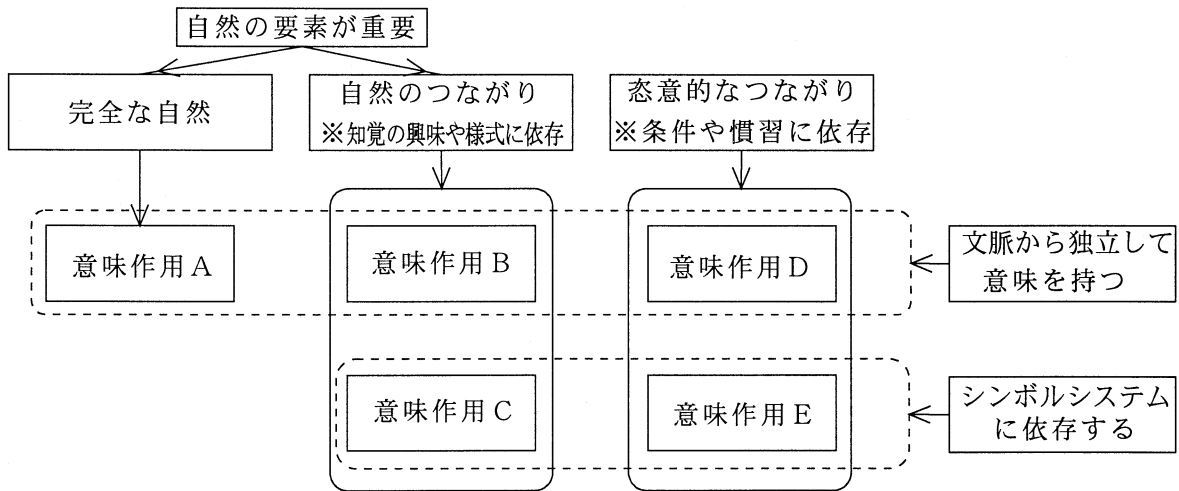 自然の要素が重要
完全な自然
自然のつながり
※知覚の興味や様式に依存
恣意的なつながり
※条件や慣習に依存
意味作用A
意味作用B
意味作用D
文脈から独立して
意味を持つ
意味作用C
意味作用E
シンボルシステム
に依存する